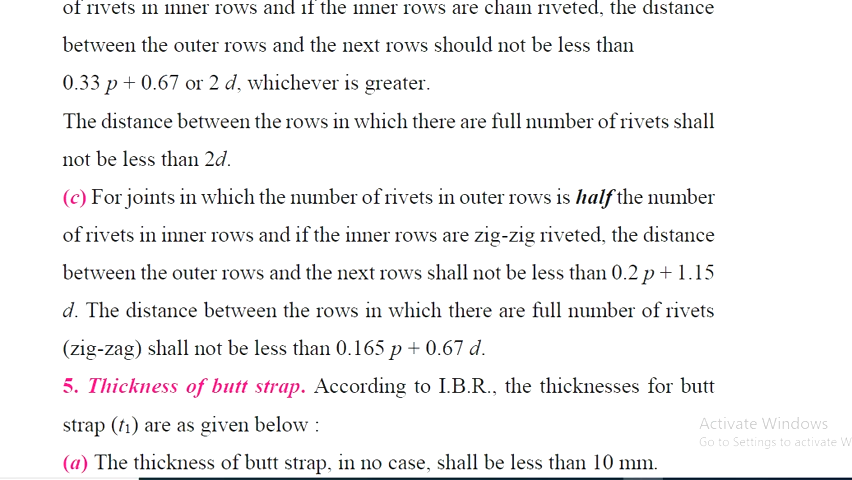 of rivets in inner rows and if the inner rows are chain riveted, the distance
between the outer rows and the next rows should not be less than
0.33 p + 0.67 or 2 d, whichever is greater.
The distance between the rows in which there are full number of rivets shall
not be less than 2d.
(c) For joints in which the number of rivets in outer rows is half the number
of rivets in inner rows and if the inner rows are zig-zig riveted, the distance
between the outer rows and the next rows shall not be less than 0.2 p + 1.15
d. The distance between the rows in which there are full number of rivets
(zig-zag) shall not be less than 0.165 p + 0.67 d.
5. Thickness of butt strap. According to I.B.R., the thicknesses for butt
strap (t₁) are as given below :
Activate Windows
Go to Settings to activate W
(a) The thickness of butt strap, in no case, shall be less than 10 mm.